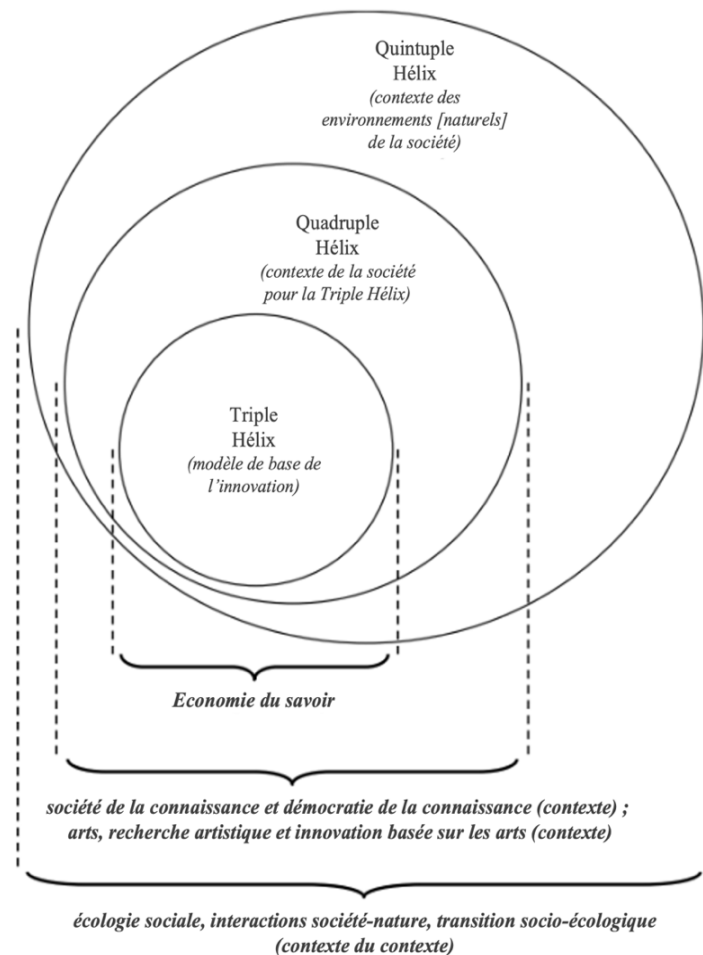 Quintuple
Hélix
(contexte des
environnements [naturels]
de la société)
Quadruple
Hélix
(contexte de la société
pour la Triple Hélix)
Triple
Hélix
(modèle de base de
l’innovation)
Economie du savoir
société de la connaissance et démocratie de la connaissance (contexte) ;
arts, recherche artistique et innovation basée sur les arts (contexte)
écologie sociale, interactions société-nature, transition socio-écologique
(contexte du contexte)